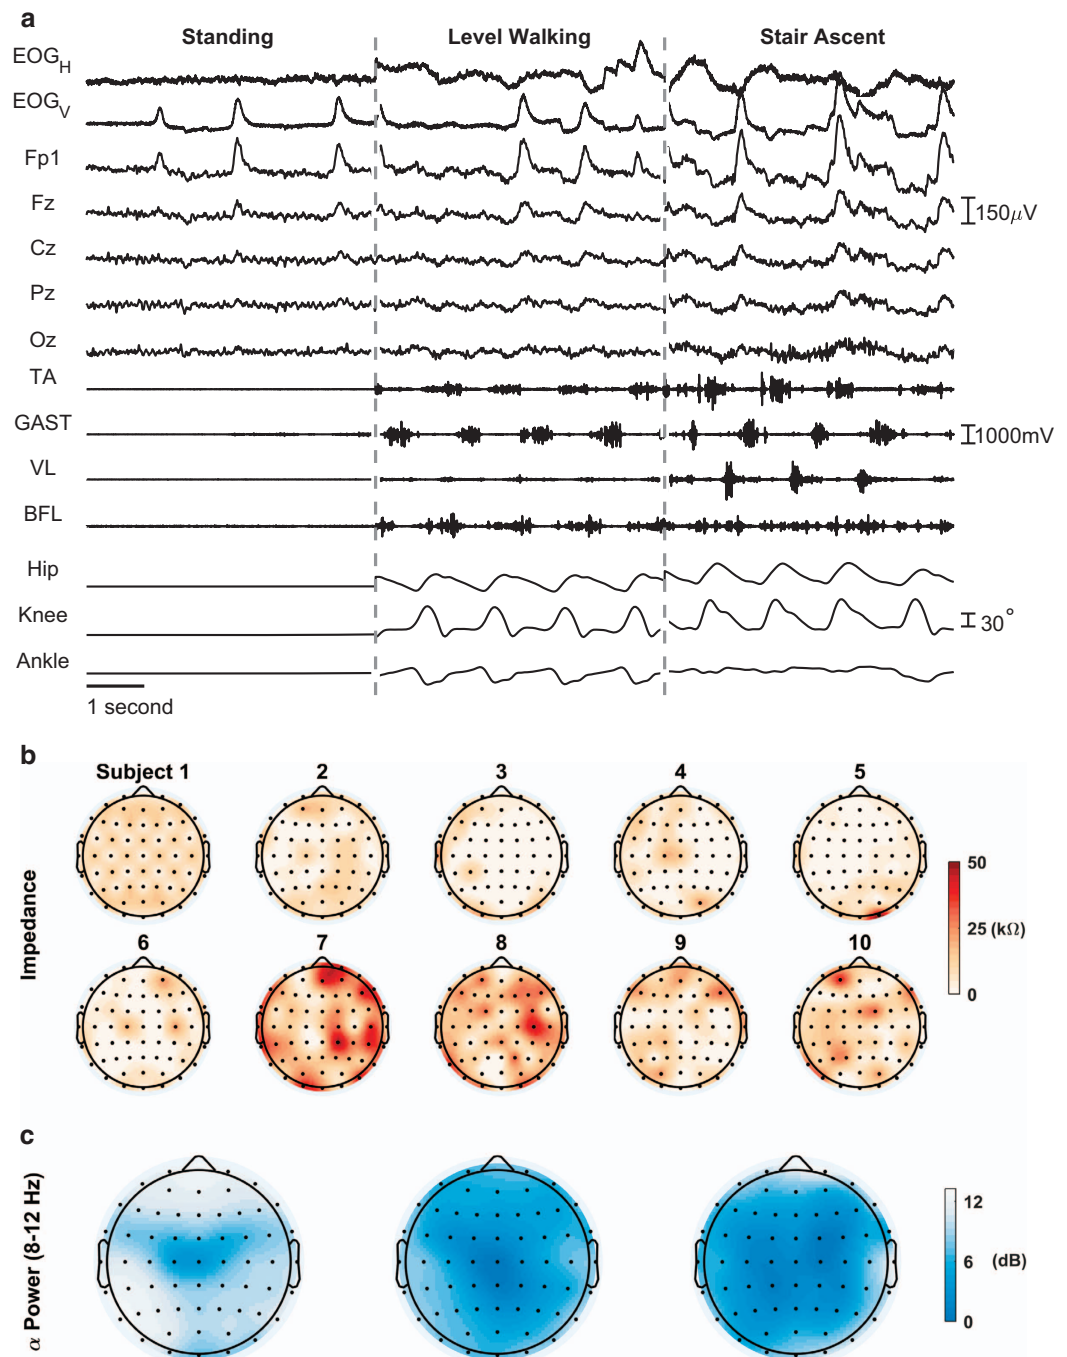 a
Standing Level Walking Stair Ascent
EOG_H
EOG_V
Fp1
Fz
150μV
Cz
Pz
Oz
TA
GAST
1000mV
VL
BFL
Hip
Knee
30°
Ankle
1 second
b
Subject 1 2 3 4 5
Impedance
50
25 (kΩ)
0
6 7 8 9 10
c
α Power (8-12 Hz)
12
6 (dB)
0